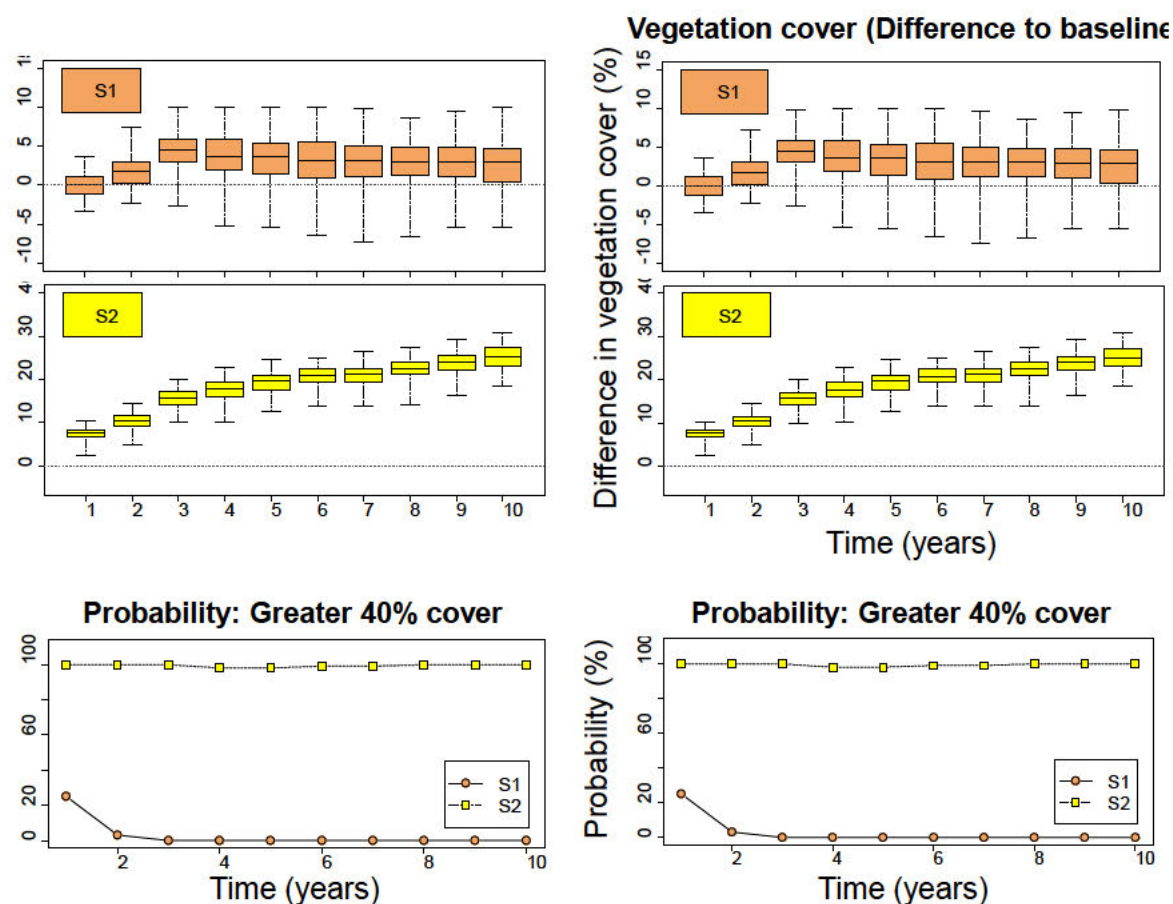 Vegetation cover (Difference to baseline
S1
10
5
0
-5
-10
S2
40
30
20
10
0
1 2 3 4 5 6 7 8 9 10
Difference in vegetation cover (%)
S1
15
10
5
0
-5
-10
S2
40
30
20
10
0
1 2 3 4 5 6 7 8 9 10
Time (years)
Probability: Greater 40% cover
100
60
20
0
S1
S2
2 4 6 8 10
Time (years)
Probability: Greater 40% cover
Probability (%)
100
60
20
0
S1
S2
2 4 6 8 10
Time (years)